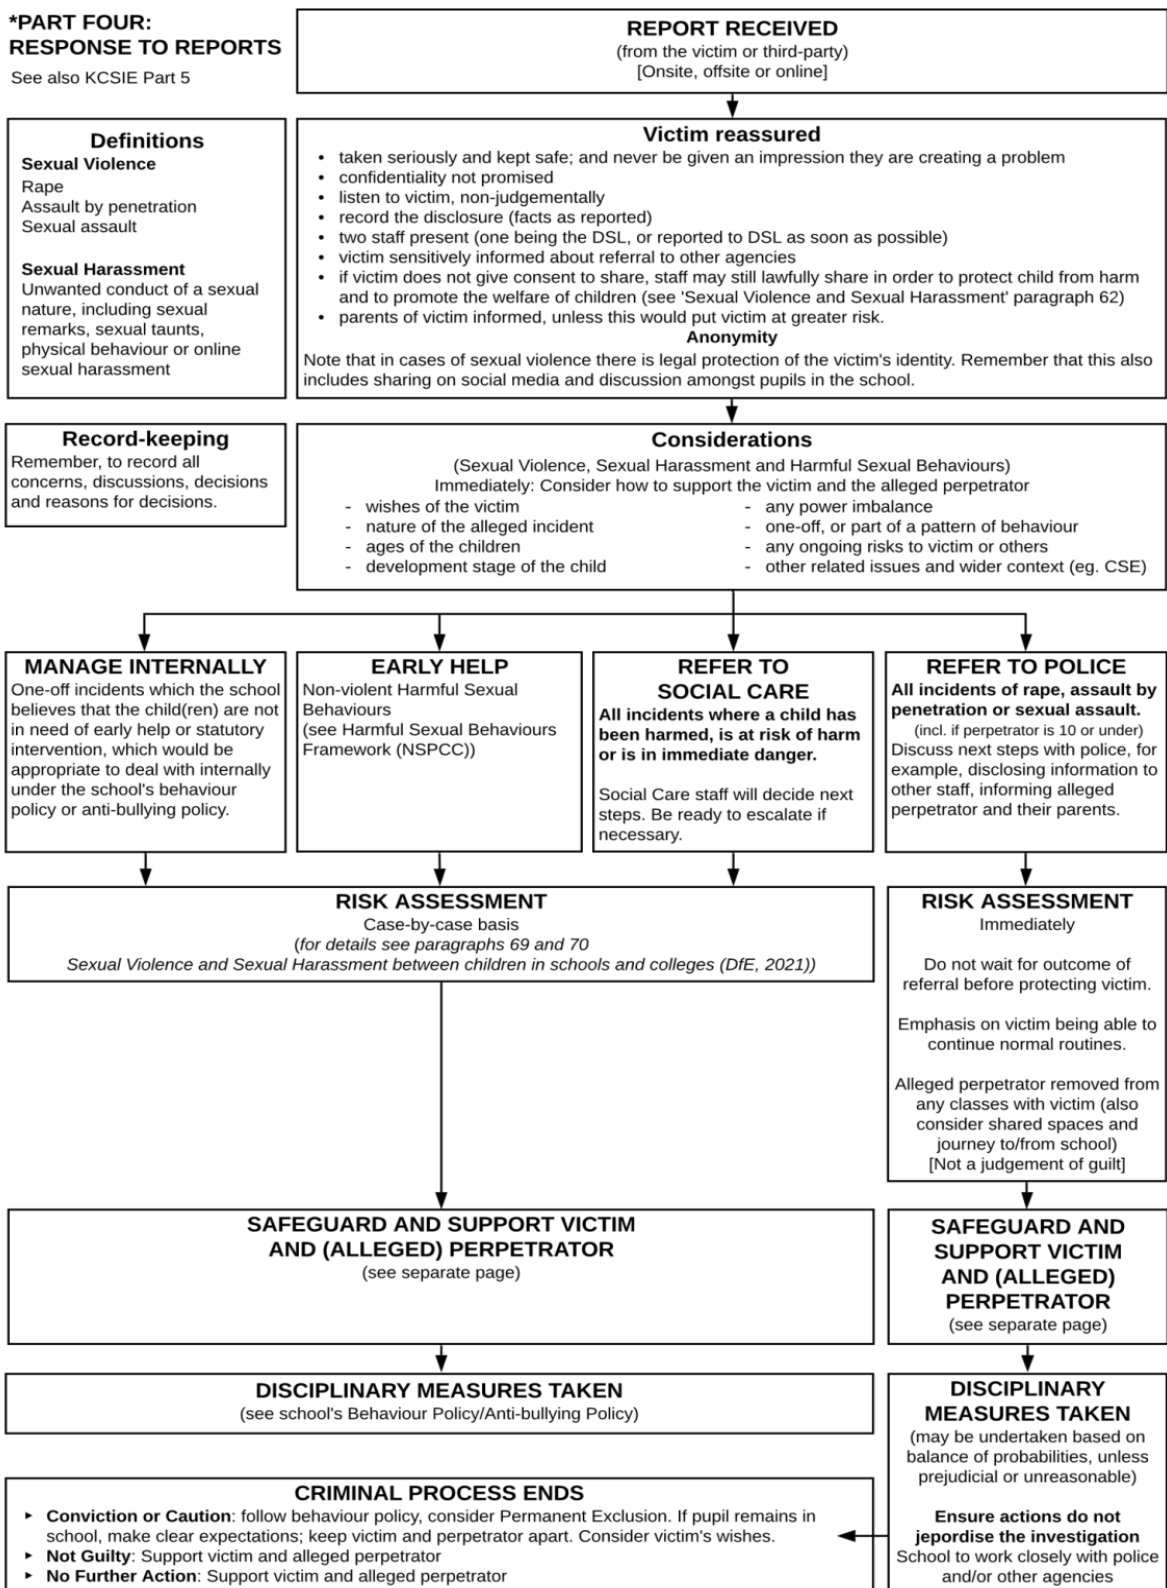 *PART FOUR:
RESPONSE TO REPORTS
See also KCSIE Part 5
REPORT RECEIVED
(from the victim or third-party)
[Onsite, offsite or online]
Definitions
Sexual Violence
Rape
Assault by penetration
Sexual assault
Sexual Harassment
Unwanted conduct of a sexual
nature, including sexual
remarks, sexual taunts,
physical behaviour or online
sexual harassment
Victim reassured
• taken seriously and kept safe; and never be given an impression they are creating a problem
• confidentiality not promised
• listen to victim, non-judgementally
• record the disclosure (facts as reported)
• two staff present (one being the DSL, or reported to DSL as soon as possible)
• victim sensitively informed about referral to other agencies
• if victim does not give consent to share, staff may still lawfully share in order to protect child from harm
and to promote the welfare of children (see 'Sexual Violence and Sexual Harassment' paragraph 62)
• parents of victim informed, unless this would put victim at greater risk.
Anonymity
Note that in cases of sexual violence there is legal protection of the victim's identity. Remember that this also
includes sharing on social media and discussion amongst pupils in the school.
Record-keeping
Remember, to record all
concerns, discussions, decisions
and reasons for decisions.
Considerations
(Sexual Violence, Sexual Harassment and Harmful Sexual Behaviours)
Immediately: Consider how to support the victim and the alleged perpetrator
- wishes of the victim
- nature of the alleged incident
- ages of the children
- development stage of the child
- any power imbalance
- one-off, or part of a pattern of behaviour
- any ongoing risks to victim or others
- other related issues and wider context (eg. CSE)
MANAGE INTERNALLY
One-off incidents which the school
believes that the child(ren) are not
in need of early help or statutory
intervention, which would be
appropriate to deal with internally
under the school's behaviour
policy or anti-bullying policy.
EARLY HELP
Non-violent Harmful Sexual
Behaviours
(see Harmful Sexual Behaviours
Framework (NSPCC))
REFER TO
SOCIAL CARE
All incidents where a child has
been harmed, is at risk of harm
or is in immediate danger.
Social Care staff will decide next
steps. Be ready to escalate if
necessary.
REFER TO POLICE
All incidents of rape, assault by
penetration or sexual assault.
(incl. if perpetrator is 10 or under)
Discuss next steps with police, for
example, disclosing information to
other staff, informing alleged
perpetrator and their parents.
RISK ASSESSMENT
Case-by-case basis
(for details see paragraphs 69 and 70
Sexual Violence and Sexual Harassment between children in schools and colleges (DfE, 2021))
RISK ASSESSMENT
Immediately
Do not wait for outcome of
referral before protecting victim.
Emphasis on victim being able to
continue normal routines.
Alleged perpetrator removed from
any classes with victim (also
consider shared spaces and
journey to/from school)
[Not a judgement of guilt]
SAFEGUARD AND SUPPORT VICTIM
AND (ALLEGED) PERPETRATOR
(see separate page)
SAFEGUARD AND
SUPPORT VICTIM
AND (ALLEGED)
PERPETRATOR
(see separate page)
DISCIPLINARY MEASURES TAKEN
(see school's Behaviour Policy/Anti-bullying Policy)
DISCIPLINARY
MEASURES TAKEN
(may be undertaken based on
balance of probabilities, unless
prejudicial or unreasonable)
Ensure actions do not
jepordise the investigation
School to work closely with police
and/or other agencies
CRIMINAL PROCESS ENDS
▸ Conviction or Caution: follow behaviour policy, consider Permanent Exclusion. If pupil remains in
school, make clear expectations; keep victim and perpetrator apart. Consider victim's wishes.
▸ Not Guilty: Support victim and alleged perpetrator
▸ No Further Action: Support victim and alleged perpetrator